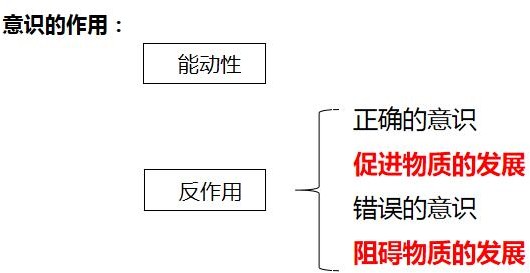 意识的作用：
能动性
反作用
正确的意识
促进物质的发展
错误的意识
阻碍物质的发展